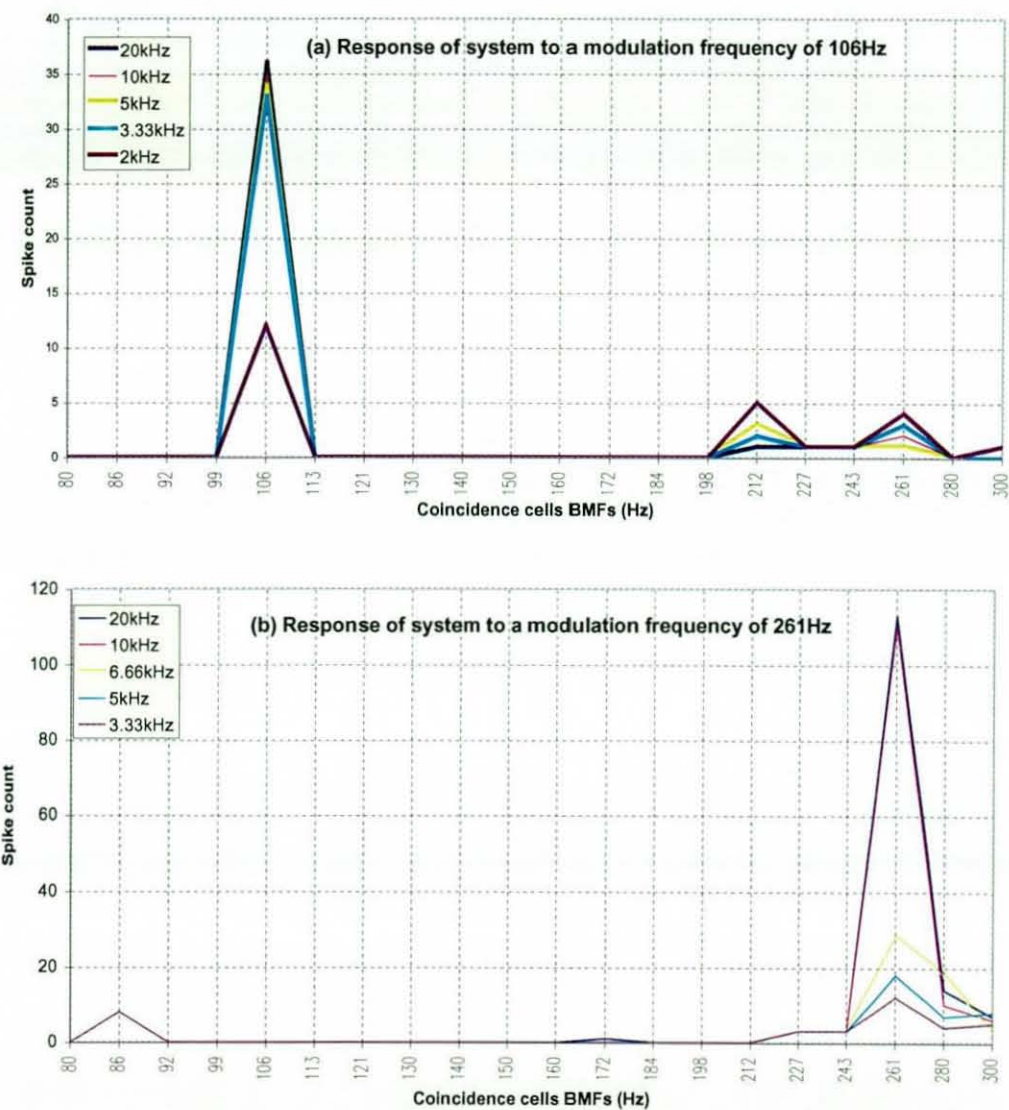 (a) Response of system to a modulation frequency of 106Hz
20kHz
10kHz
5kHz
3.33kHz
2kHz
40
35
30
25
20
15
10
5
0
Spike count
80 86 92 99 106 113 121 130 140 150 160 172 184 198 212 227 243 261 280 300
Coincidence cells BMFs (Hz)
(b) Response of system to a modulation frequency of 261Hz
20kHz
10kHz
6.66kHz
5kHz
3.33kHz
120
100
80
60
40
20
0
Spike count
80 86 92 99 106 113 121 130 140 150 160 172 184 198 212 227 243 261 280 300
Coincidence cells BMFs (Hz)